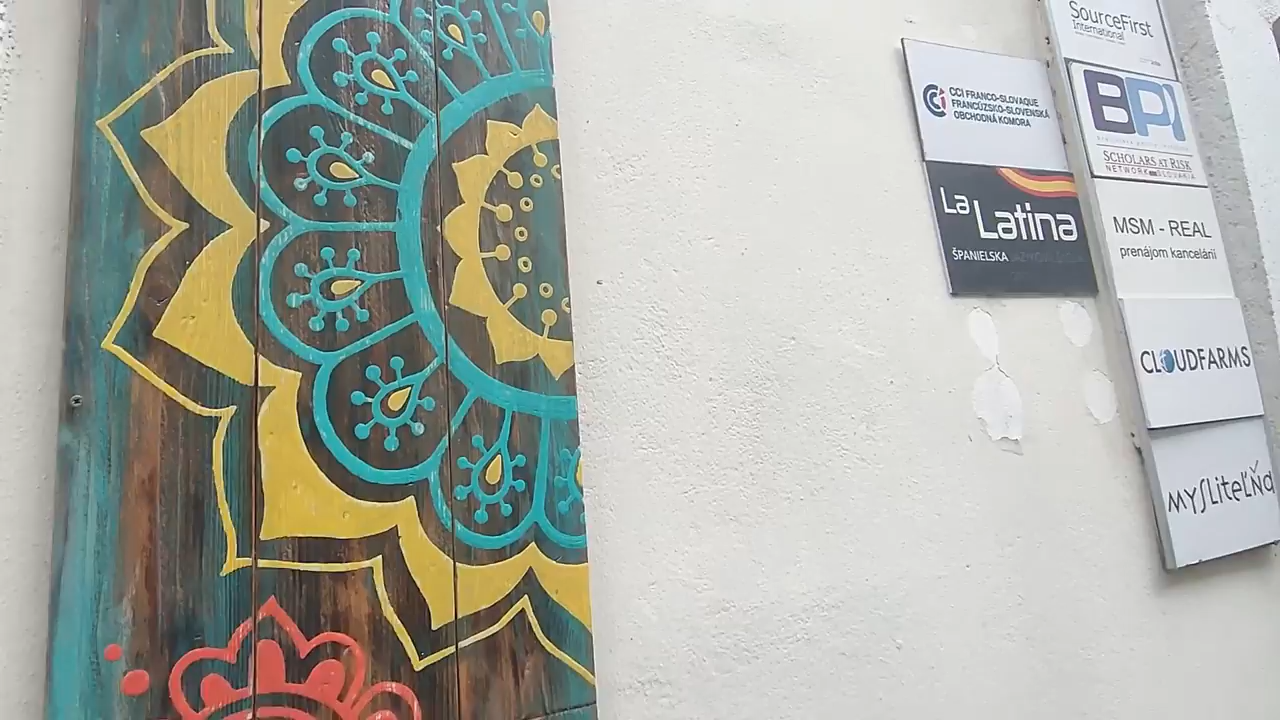 SourceFirst
International
CCI FRANCO-SLOVAQUE
FRANCÚZSKO-SLOVENSKÁ
OBCHODNÁ KOMORA
La
Latina
ŠPANIELSKA
BPI
SCHOLARS AT RISK
NETWORK SLOVAKIA
MSM - REAL
prenájom kancelárií
CLOUDFARMS
MYSLiteĽŇa